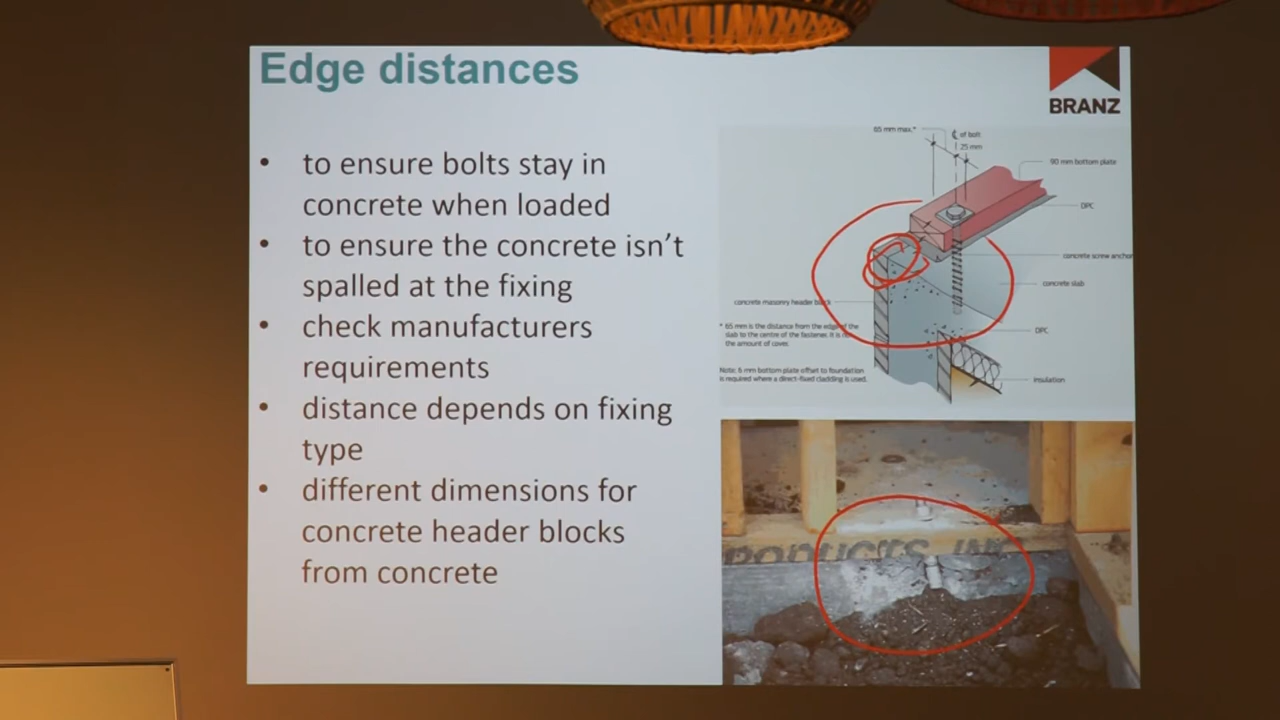 Edge distances
BRANZ
• to ensure bolts stay in
concrete when loaded
• to ensure the concrete isn't
spalled at the fixing
• check manufacturers
requirements
• distance depends on fixing
type
• different dimensions for
concrete header blocks
from concrete
65 mm max.*
℄ of bolt
25 mm
90 mm bottom plate
DPC
concrete screw anchor
concrete slab
concrete masonry header block
* 65 mm is the distance from the edge of the
slab to the centre of the fastener. It is
the amount of cover.
DPC
Note: 6 mm bottom plate offset to foundation
is required where a direct-fixed cladding is used.
insulation
PRODUCTS INC